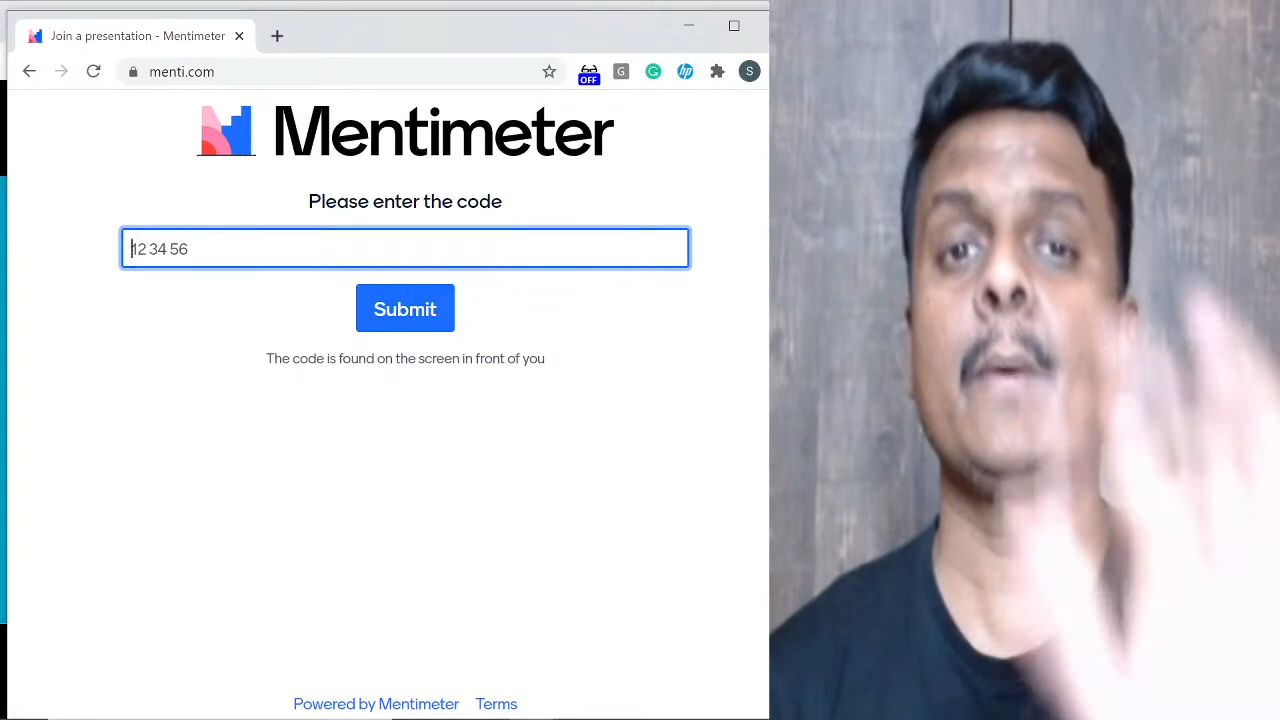 Join a presentation - Mentimeter
menti.com
OFF
G
hp
S
Mentimeter
Please enter the code
12 34 56
Submit
The code is found on the screen in front of you
Powered by Mentimeter Terms